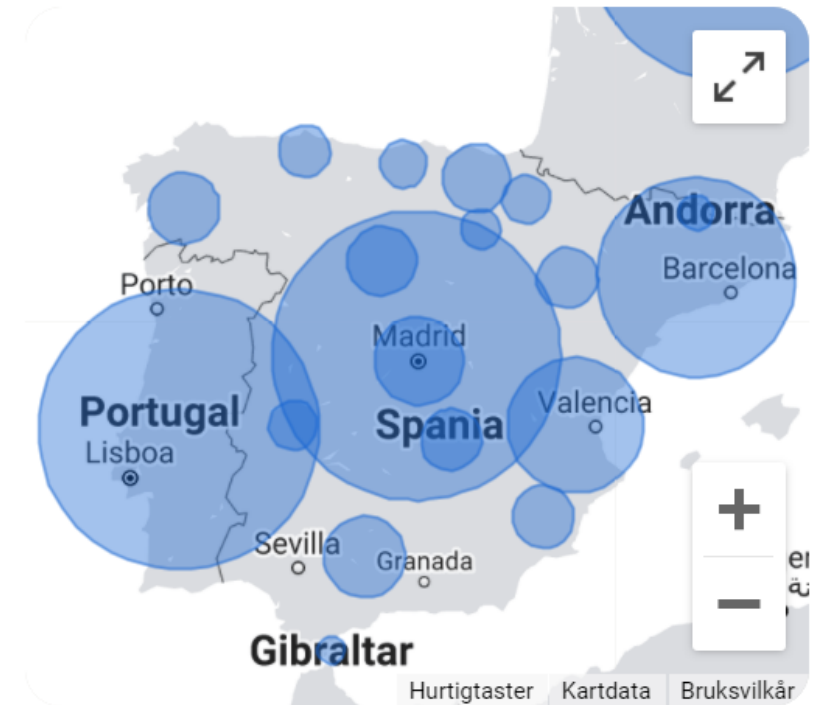 Andorra
Barcelona
Porto
Madrid
Portugal
Valencia
Spania
Lisboa
Sevilla
Granada
Gibraltar
Hurtigtaster
Kartdata
Bruksvilkår